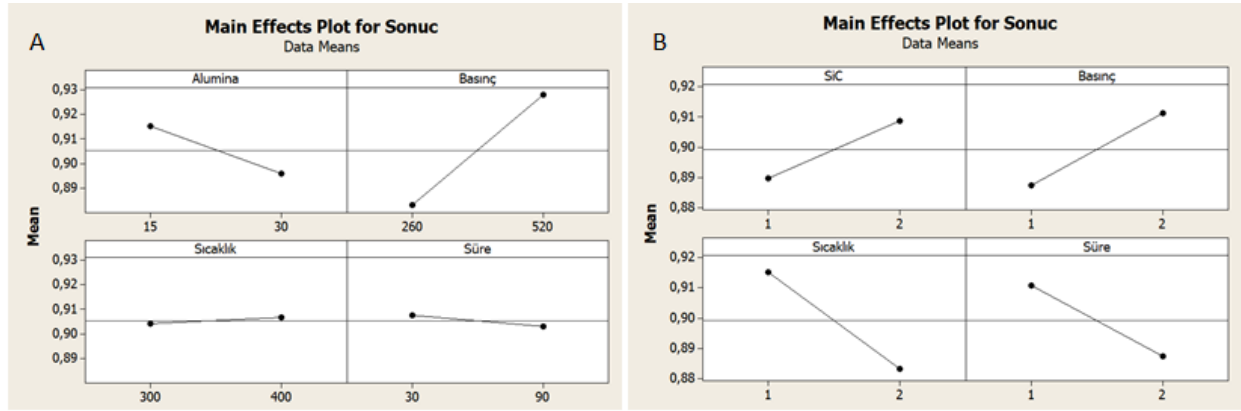 A
Main Effects Plot for Sonuc
Data Means
Alumina Basınç
0,93
0,92
0,91
0,90
0,89
15 30 260 520
Mean
Sıcaklık Süre
0,93
0,92
0,91
0,90
0,89
300 400 30 90
B
Main Effects Plot for Sonuc
Data Means
SiC Basınç
0,92
0,91
0,90
0,89
0,88
1 2 1 2
Mean
Sıcaklık Süre
0,92
0,91
0,90
0,89
0,88
1 2 1 2